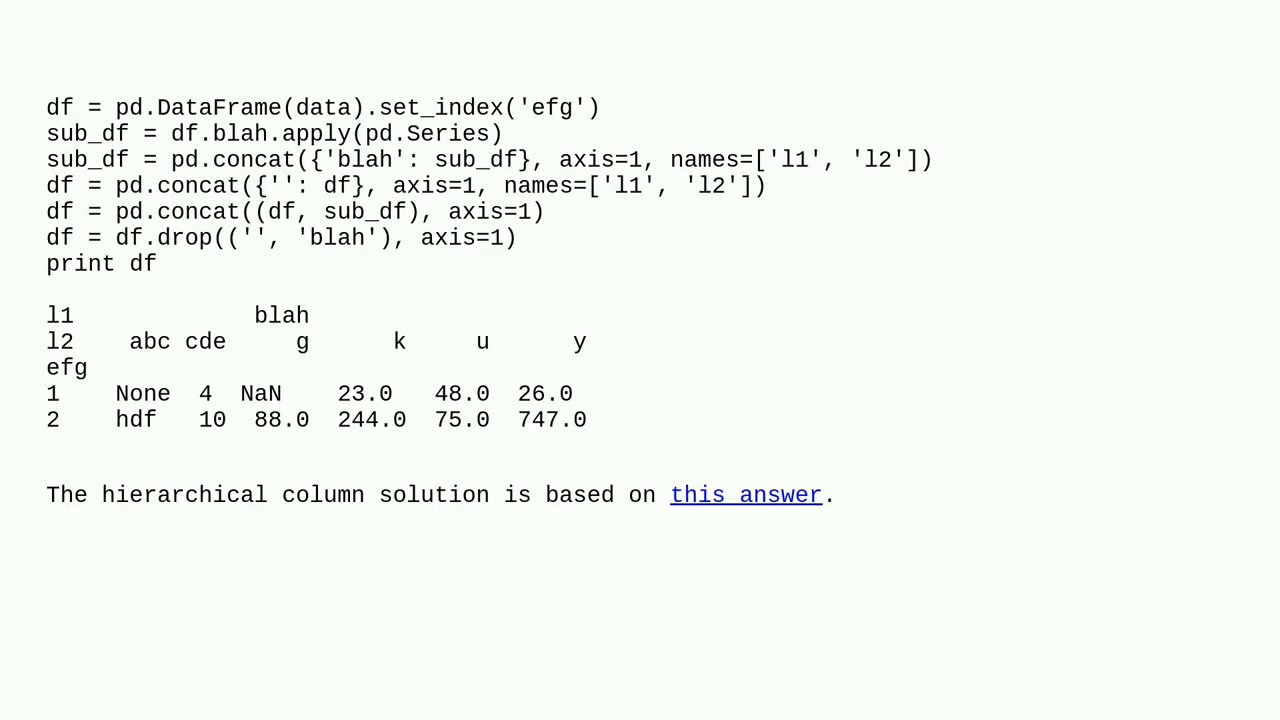 df = pd.DataFrame(data).set_index('efg')
sub_df = df.blah.apply(pd.Series)
sub_df = pd.concat({'blah': sub_df}, axis=1, names=['l1', 'l2'])
df = pd.concat({'': df}, axis=1, names=['l1', 'l2'])
df = pd.concat((df, sub_df), axis=1)
df = df.drop(('', 'blah'), axis=1)
print df

l1             blah
l2    abc cde     g      k     u      y
efg
1    None  4  NaN    23.0   48.0  26.0
2    hdf   10  88.0  244.0  75.0  747.0

The hierarchical column solution is based on this answer.